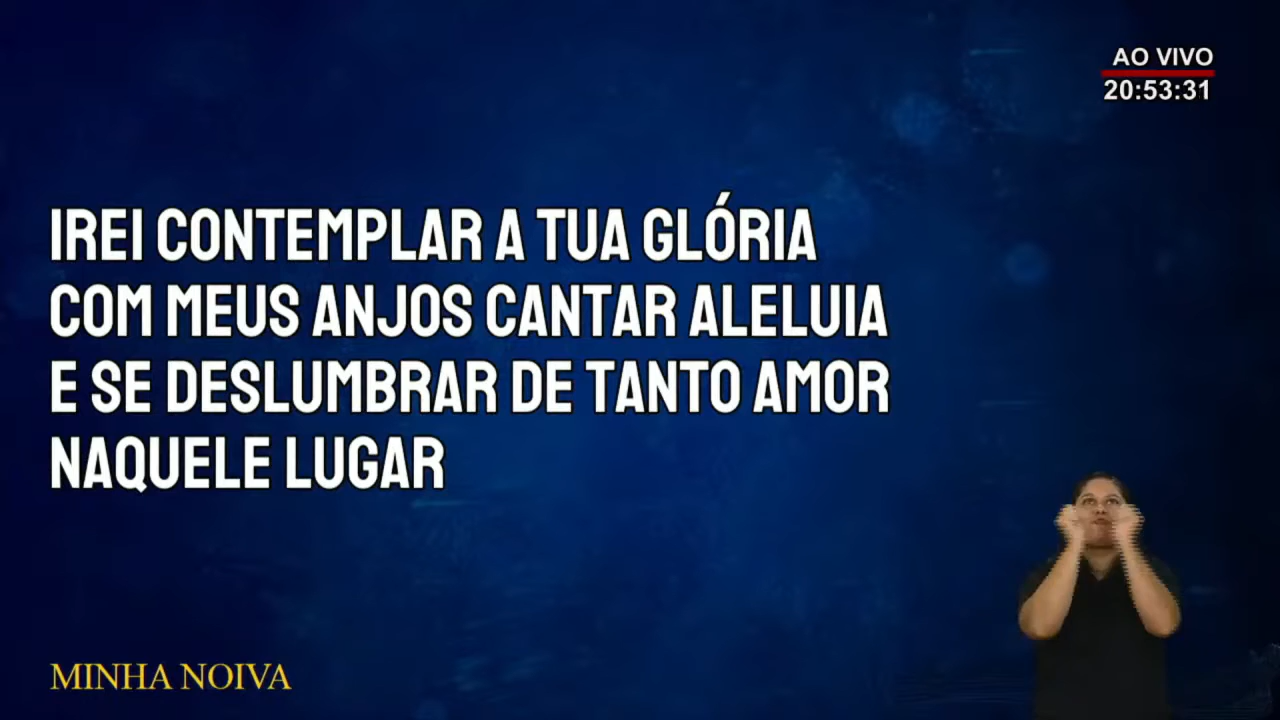 AO VIVO
20:53:31
IREI CONTEMPLAR A TUA GLÓRIA
COM MEUS ANJOS CANTAR ALELUIA
E SE DESLUMBRAR DE TANTO AMOR
NAQUELE LUGAR
MINHA NOIVA